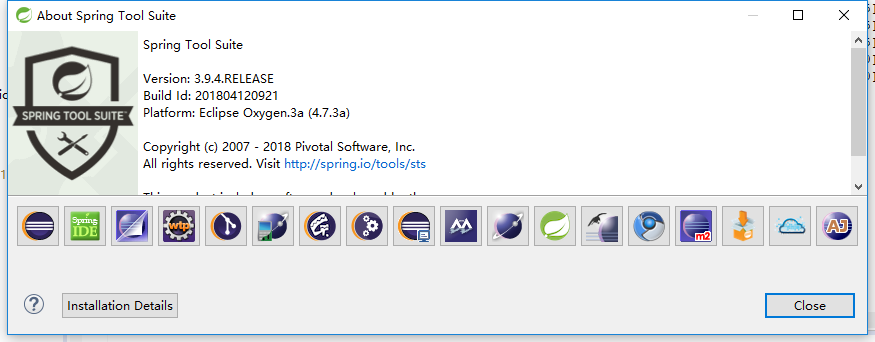 About Spring Tool Suite
SPRING TOOL SUITE
Spring Tool Suite
Version: 3.9.4.RELEASE
Build Id: 201804120921
Platform: Eclipse Oxygen.3a (4.7.3a)
Copyright (c) 2007 - 2018 Pivotal Software, Inc.
All rights reserved. Visit http://spring.io/tools/sts
Spring IDE
wtp
m2
AJ
?
Installation Details
Close